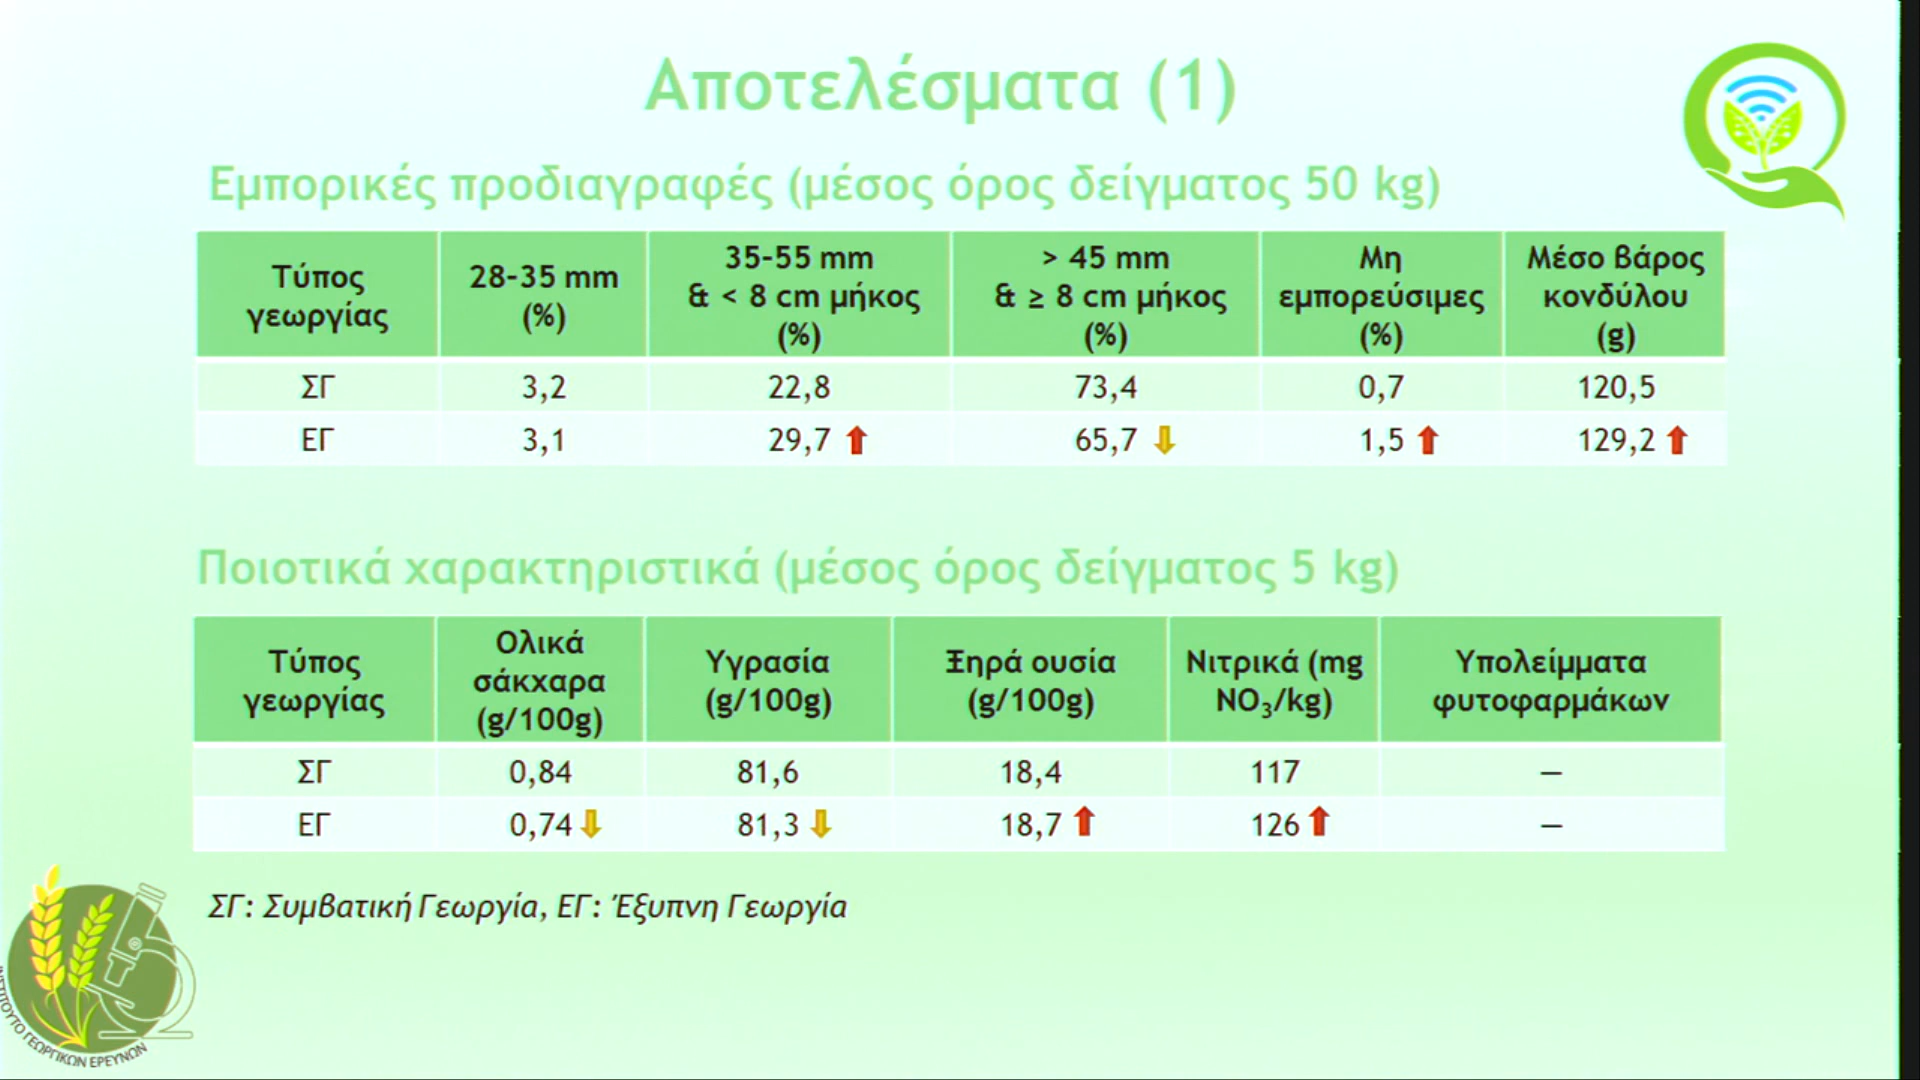 Αποτελέσματα (1)
Εμπορικές προδιαγραφές (μέσος όρος δείγματος 50 kg)
Τύπος γεωργίας 28-35 mm (%) 35-55 mm & < 8 cm μήκος (%) > 45 mm & ≥ 8 cm μήκος (%) Μη εμπορεύσιμες (%) Μέσο βάρος κονδύλου (g)
ΣΓ 3,2 22,8 73,4 0,7 120,5
ΕΓ 3,1 29,7 65,7 1,5 129,2
Ποιοτικά χαρακτηριστικά (μέσος όρος δείγματος 5 kg)
Τύπος γεωργίας Ολικά σάκχαρα (g/100g) Υγρασία (g/100g) Ξηρά ουσία (g/100g) Νιτρικά (mg NO₃/kg) Υπολείμματα φυτοφαρμάκων
ΣΓ 0,84 81,6 18,4 117 —
ΕΓ 0,74 81,3 18,7 126 —
ΣΓ: Συμβατική Γεωργία, ΕΓ: Έξυπνη Γεωργία
ΙΝΣΤΙΤΟΥΤΟ ΓΕΩΡΓΙΚΩΝ ΕΡΕΥΝΩΝ